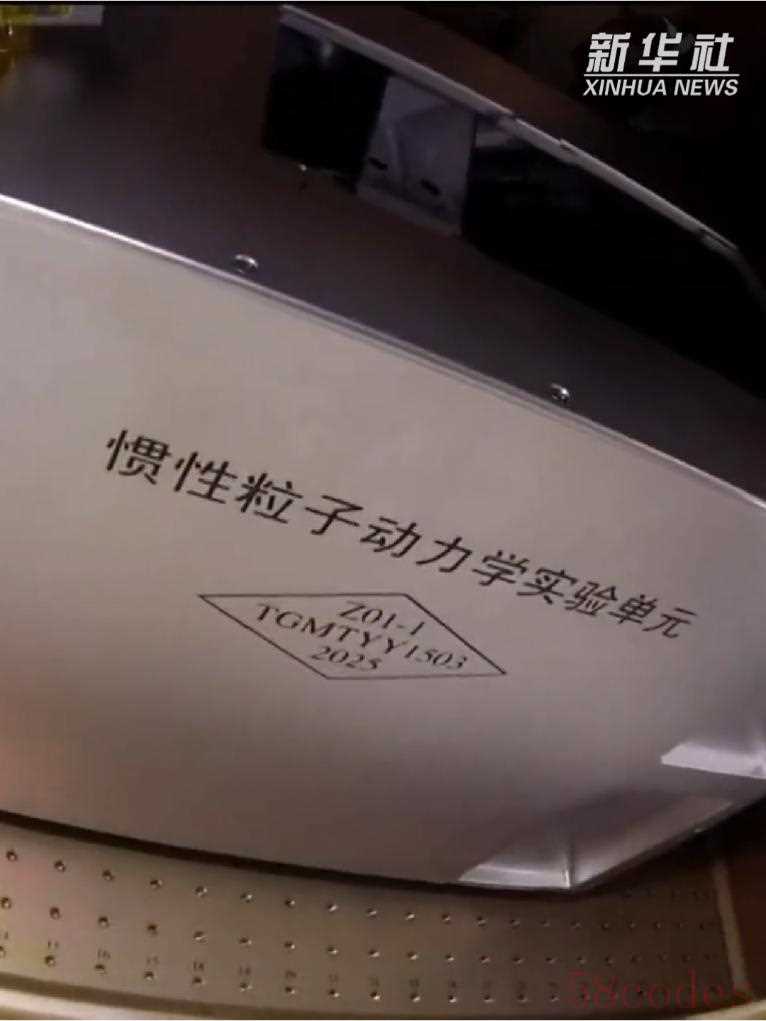 新华社
XINHUA NEWS
惯性粒子动力学实验单元
Z01-1
TGMTYY1503
2025
58codes